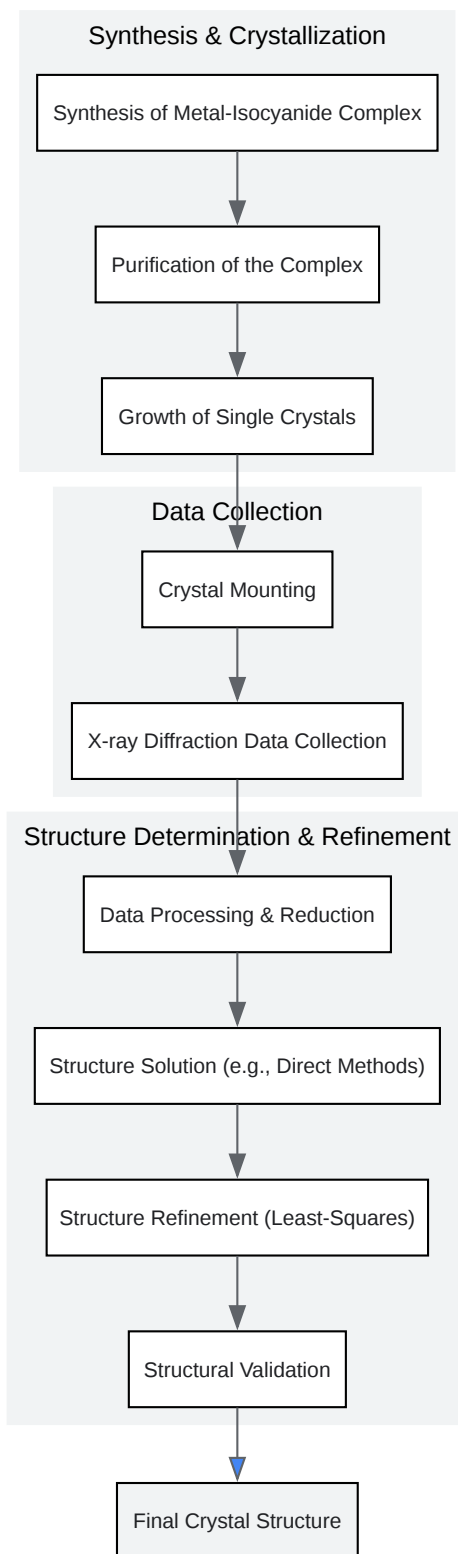 Synthesis & Crystallization
Synthesis of Metal-Isocyanide Complex
Purification of the Complex
Growth of Single Crystals
Data Collection
Crystal Mounting
X-ray Diffraction Data Collection
Structure Determination & Refinement
Data Processing & Reduction
Structure Solution (e.g., Direct Methods)
Structure Refinement (Least-Squares)
Structural Validation
Final Crystal Structure